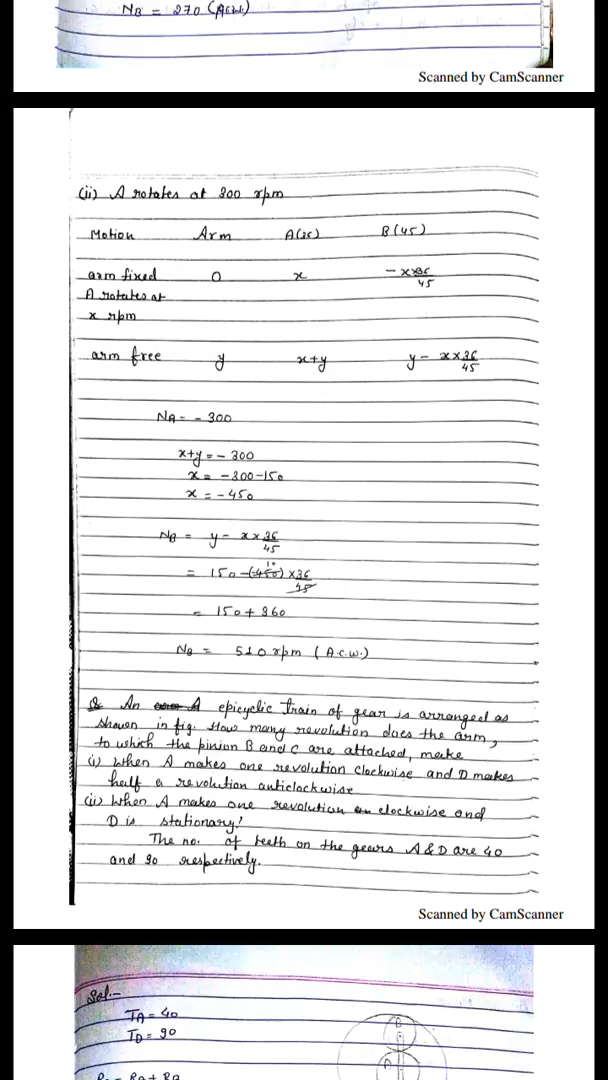 NB = 270 (A.C.W.)
Scanned by CamScanner
(ii) A rotates at 300 rpm
Motion Arm A(36) B(45)
arm fixed 0 x - x×36/45
A rotates at
x rpm
arm free y x+y y - x×36/45
NA = - 300
x+y = - 300
x = - 300 - 150
x = - 450
NB = y - x × 36/45
= 150 - (-450) × 36/45
= 150 + 360
NB = 510 rpm (A.C.W.)
Q An A epicyclic train of gear is arranged as
shown in fig. How many revolution does the arm,
to which the pinion B and C are attached, make
(i) When A makes one revolution clockwise and D makes
half a revolution anticlockwise
(ii) When A makes one revolution clockwise and
D is stationary!
The no. of teeth on the gears A & D are 40
and 90 respectively.
Scanned by CamScanner
Sol:-
TA = 40
TD = 90